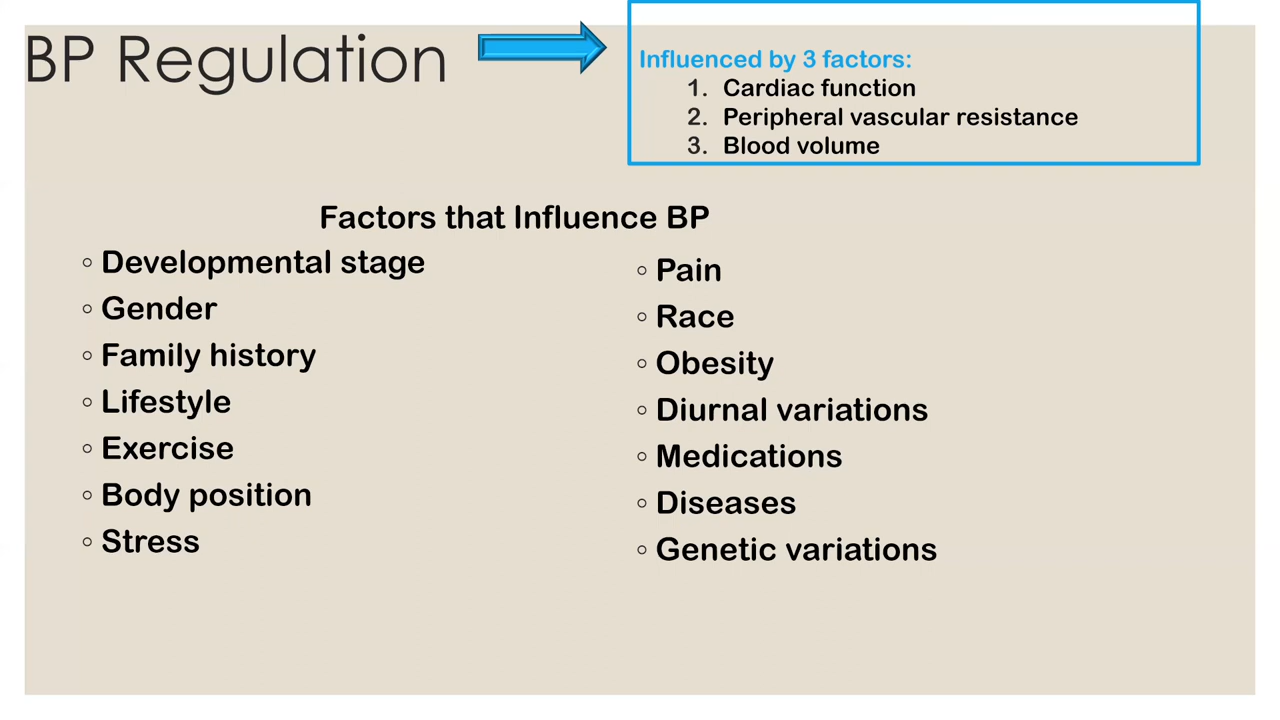 BP Regulation
Influenced by 3 factors:
1. Cardiac function
2. Peripheral vascular resistance
3. Blood volume
Factors that Influence BP
◦ Developmental stage
◦ Gender
◦ Family history
◦ Lifestyle
◦ Exercise
◦ Body position
◦ Stress
◦ Pain
◦ Race
◦ Obesity
◦ Diurnal variations
◦ Medications
◦ Diseases
◦ Genetic variations